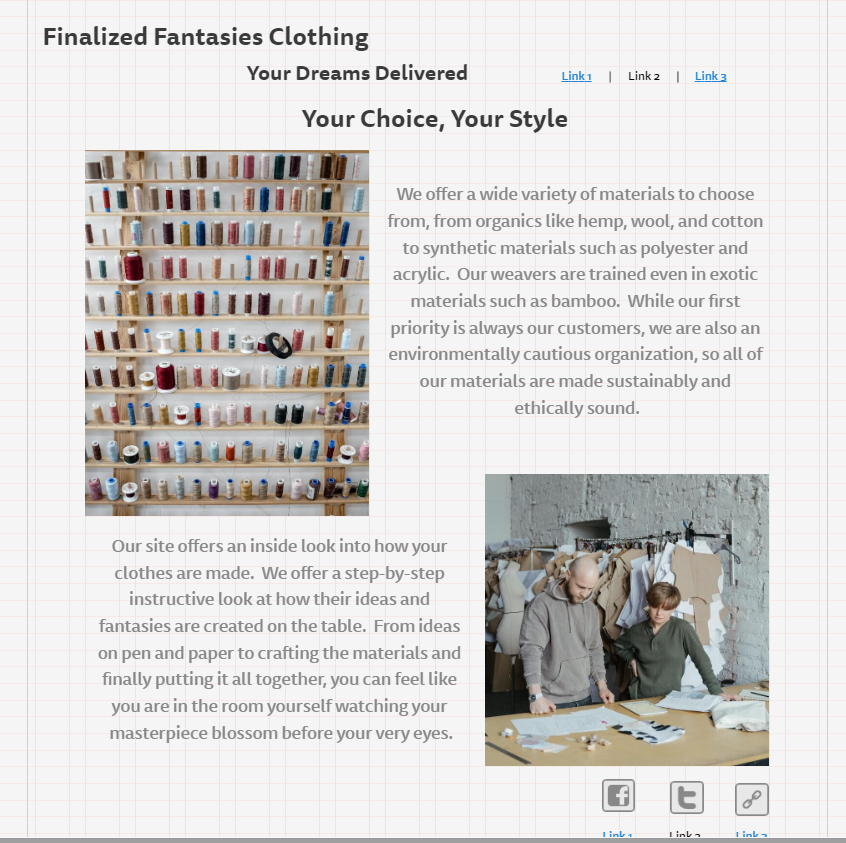 Finalized Fantasies Clothing
Your Dreams Delivered
Link 1 | Link 2 | Link 3
Your Choice, Your Style
We offer a wide variety of materials to choose
from, from organics like hemp, wool, and cotton
to synthetic materials such as polyester and
acrylic. Our weavers are trained even in exotic
materials such as bamboo. While our first
priority is always our customers, we are also an
environmentally cautious organization, so all of
our materials are made sustainably and
ethically sound.
Our site offers an inside look into how your
clothes are made. We offer a step-by-step
instructive look at how their ideas and
fantasies are created on the table. From ideas
on pen and paper to crafting the materials and
finally putting it all together, you can feel like
you are in the room yourself watching your
masterpiece blossom before your very eyes.
Link 1 Link 2 Link 3